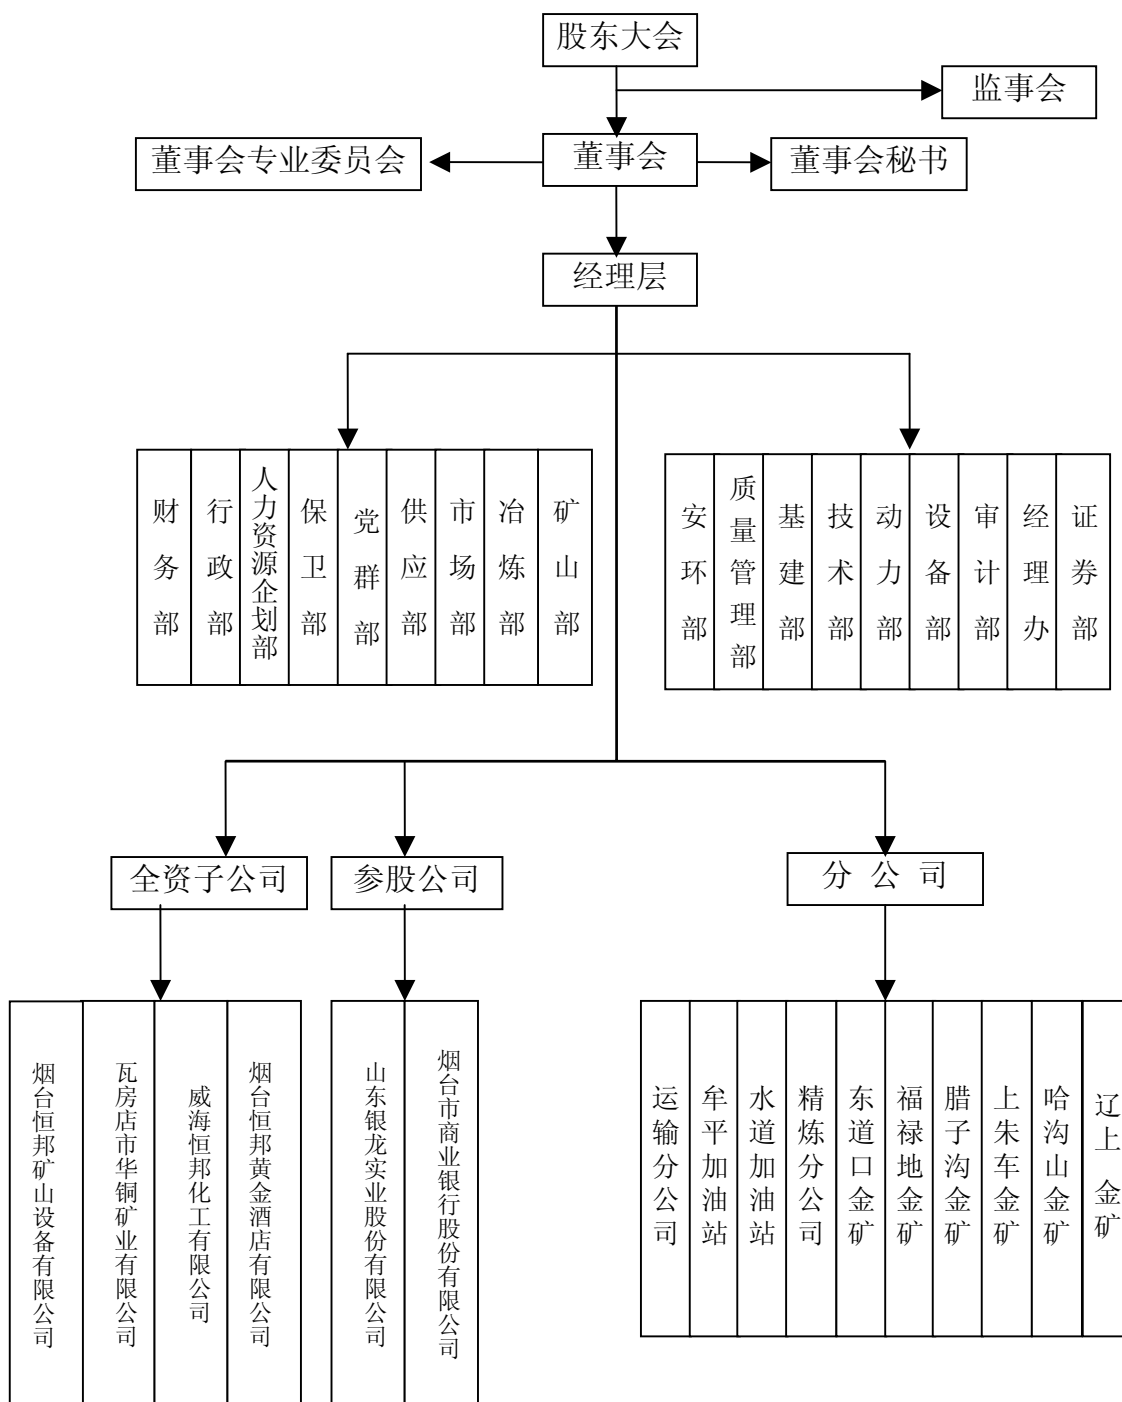 股东大会
监事会
董事会专业委员会
董事会
董事会秘书
经理层
财务部
行政部
人力资源企划部
保卫部
党群部
供应部
市场部
冶炼部
矿山部
安环部
质量管理部
基建部
技术部
动力部
设备部
审计部
经理办
证券部
全资子公司
参股公司
分公司
烟台恒邦矿山设备有限公司
瓦房店市华铜矿业有限公司
威海恒邦化工有限公司
烟台恒邦黄金酒店有限公司
山东银龙实业股份有限公司
烟台市商业银行股份有限公司
运输分公司
牟平加油站
水道加油站
精炼分公司
东道口金矿
福禄地金矿
腊子沟金矿
上朱车金矿
哈沟山金矿
辽上金矿